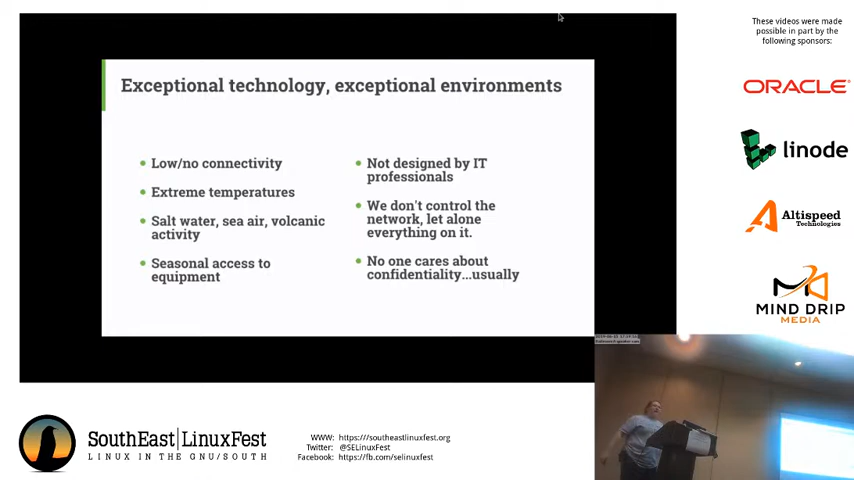 These videos were made
possible in part by the
following sponsors:
ORACLE
linode
Altispeed
Technologies
MIND DRIP
MEDIA
Exceptional technology, exceptional environments
• Low/no connectivity
• Extreme temperatures
• Salt water, sea air, volcanic
activity
• Seasonal access to
equipment
• Not designed by IT
professionals
• We don't control the
network, let alone
everything on it.
• No one cares about
confidentiality...usually
SouthEast|LinuxFest
LINUX IN THE GNU/SOUTH
WWW: https:///southeastlinuxfest.org
Twitter: @SELinuxFest
Facebook: https://fb.com/selinuxfest